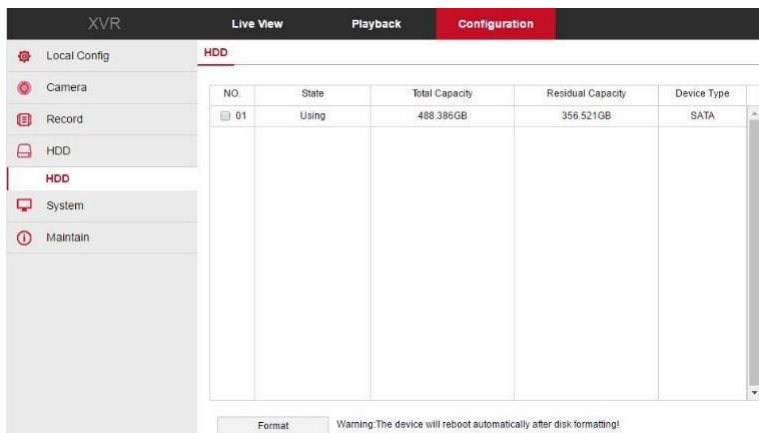 XVR Live View Playback Configuration
Local Config
HDD
Camera
NO. State Total Capacity Residual Capacity Device Type
01 Using 488.386GB 356.521GB SATA
Record
HDD
HDD
System
Maintain
Format Warning:The device will reboot automatically after disk formatting!